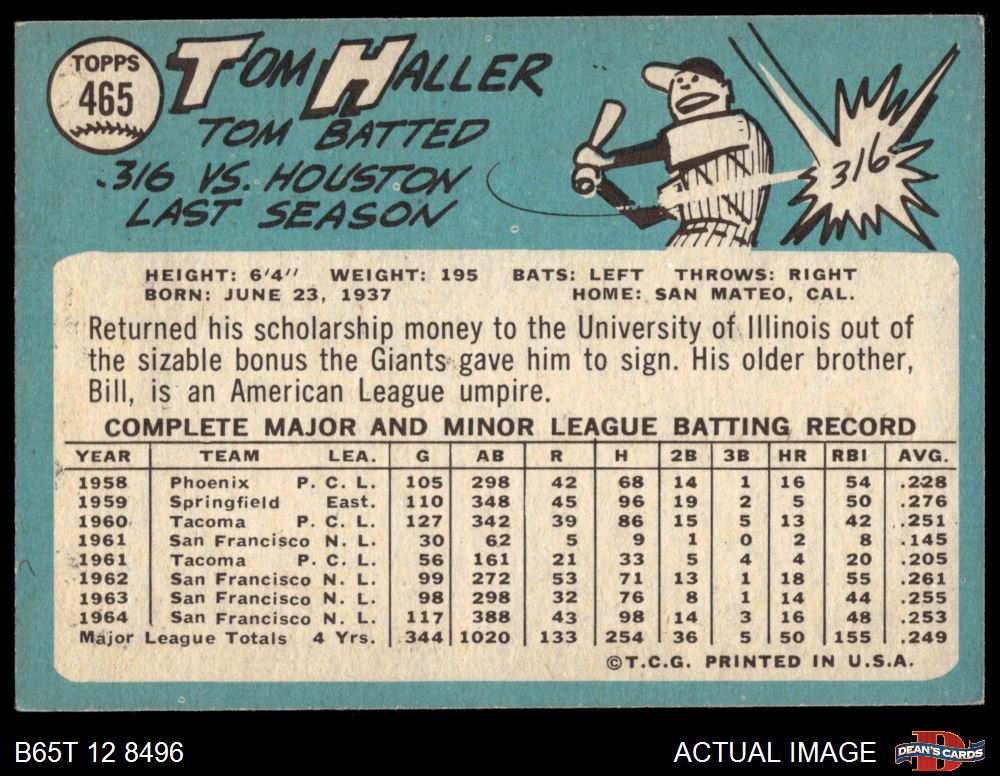 TOPPS
465
TOM HALLER
TOM BATTED
.316 VS. HOUSTON
LAST SEASON
316
HEIGHT: 6'4" WEIGHT: 195 BATS: LEFT THROWS: RIGHT
BORN: JUNE 23, 1937 HOME: SAN MATEO, CAL.
Returned his scholarship money to the University of Illinois out of
the sizable bonus the Giants gave him to sign. His older brother,
Bill, is an American League umpire.
COMPLETE MAJOR AND MINOR LEAGUE BATTING RECORD
YEAR TEAM LEA. G AB R H 2B 3B HR RBI AVG.
1958 Phoenix P. C. L. 105 298 42 68 14 1 16 54 .228
1959 Springfield East. 110 348 45 96 19 2 5 50 .276
1960 Tacoma P. C. L. 127 342 39 86 15 5 13 42 .251
1961 San Francisco N. L. 30 62 5 9 1 0 2 8 .145
1961 Tacoma P. C. L. 56 161 21 33 5 4 4 20 .205
1962 San Francisco N. L. 99 272 53 71 13 1 18 55 .261
1963 San Francisco N. L. 98 298 32 76 8 1 14 44 .255
1964 San Francisco N. L. 117 388 43 98 14 3 16 48 .253
Major League Totals 4 Yrs. 344 1020 133 254 36 5 50 155 .249
©T.C.G. PRINTED IN U.S.A.
B65T 12 8496
ACTUAL IMAGE
D
DEAN'S CARDS